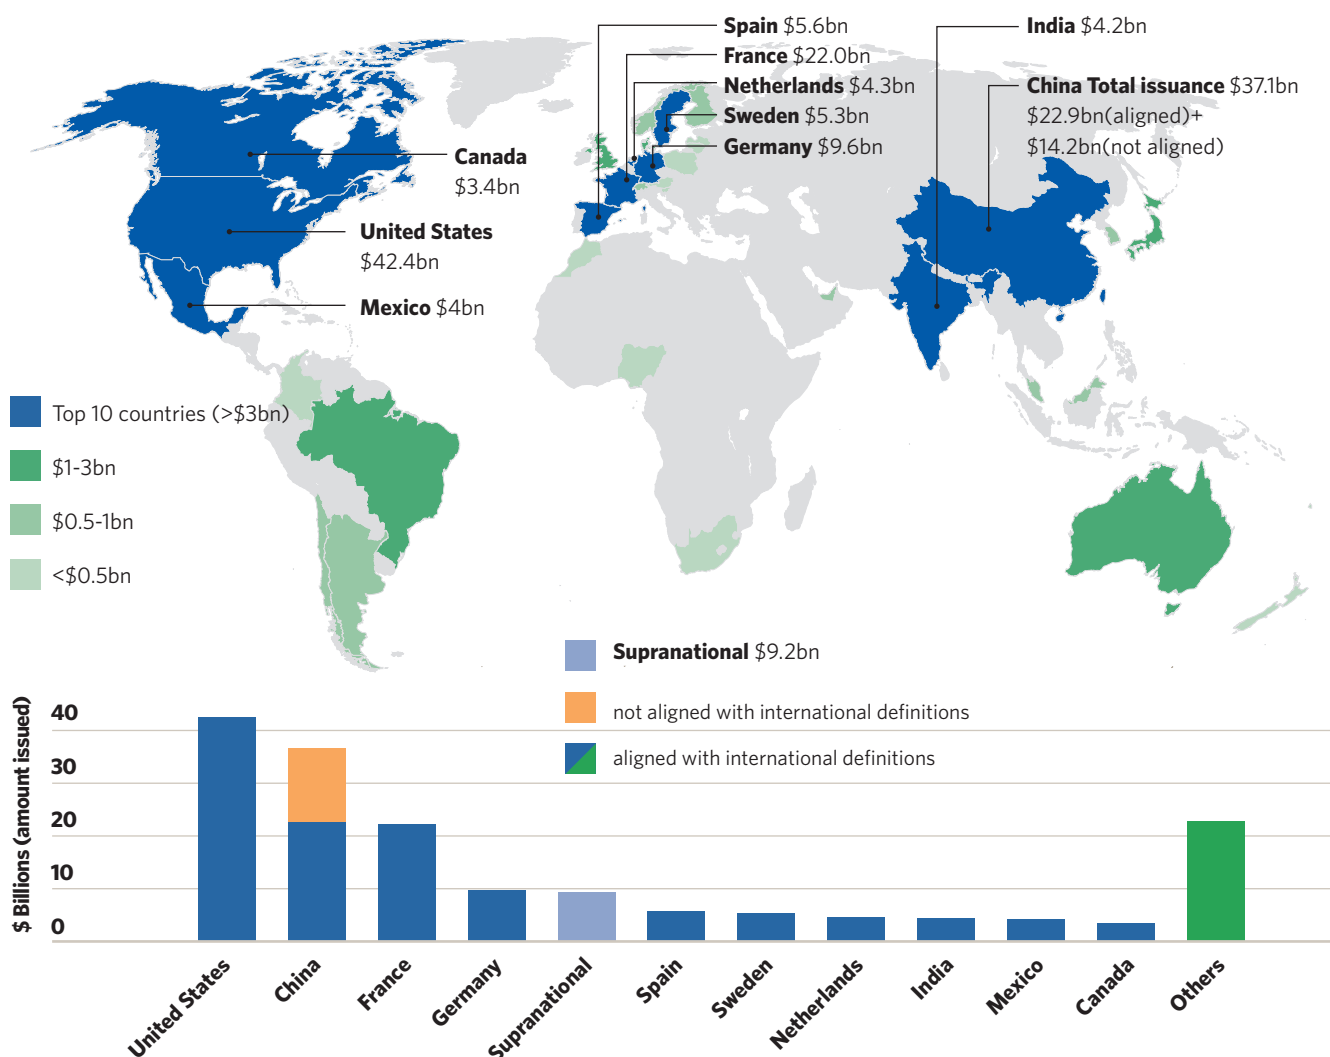 Spain $5.6bn
France $22.0bn
Netherlands $4.3bn
Sweden $5.3bn
Germany $9.6bn
India $4.2bn
China Total issuance $37.1bn
$22.9bn(aligned)+
$14.2bn(not aligned)
Canada
$3.4bn
United States
$42.4bn
Mexico $4bn
Top 10 countries (>$3bn)
$1-3bn
$0.5-1bn
<$0.5bn
Supranational $9.2bn
not aligned with international definitions
aligned with international definitions
$ Billions (amount issued)
40
30
20
10
0
United States
China
France
Germany
Supranational
Spain
Sweden
Netherlands
India
Mexico
Canada
Others